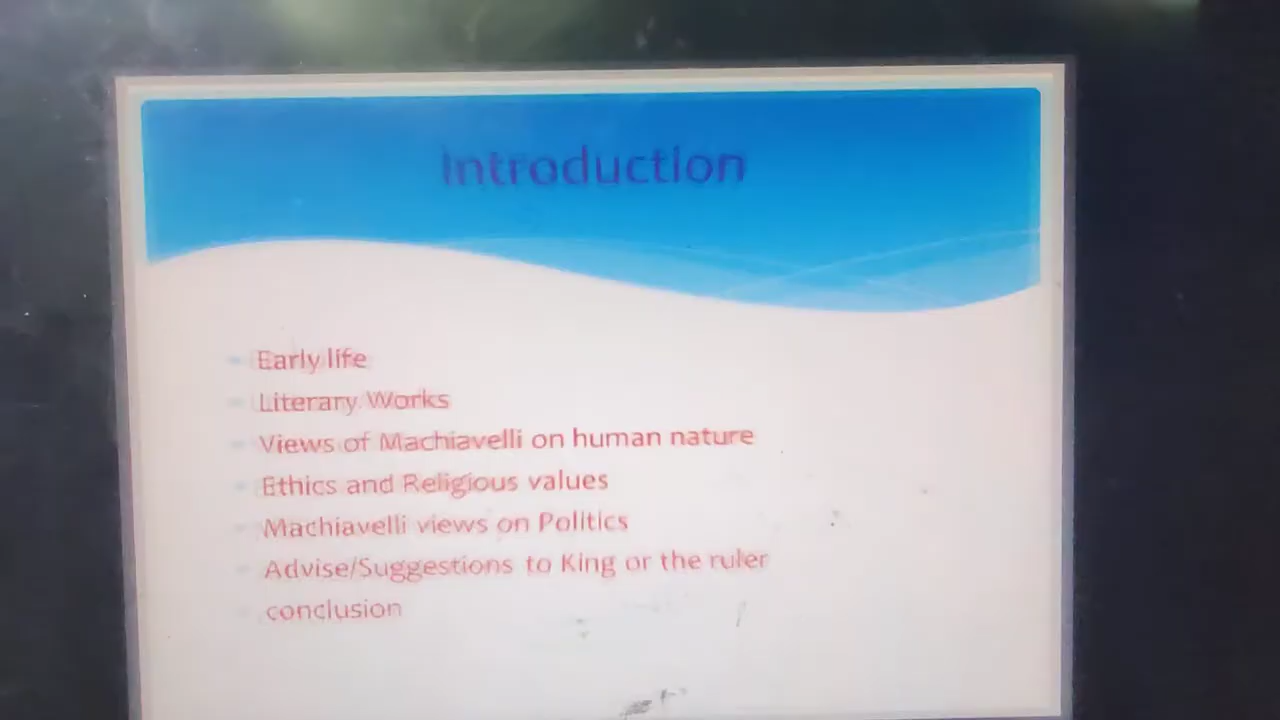 Introduction
Early life
Literary Works
Views of Machiavelli on human nature
Ethics and Religious values
Machiavelli views on Politics
Advise/Suggestions to King or the ruler
conclusion